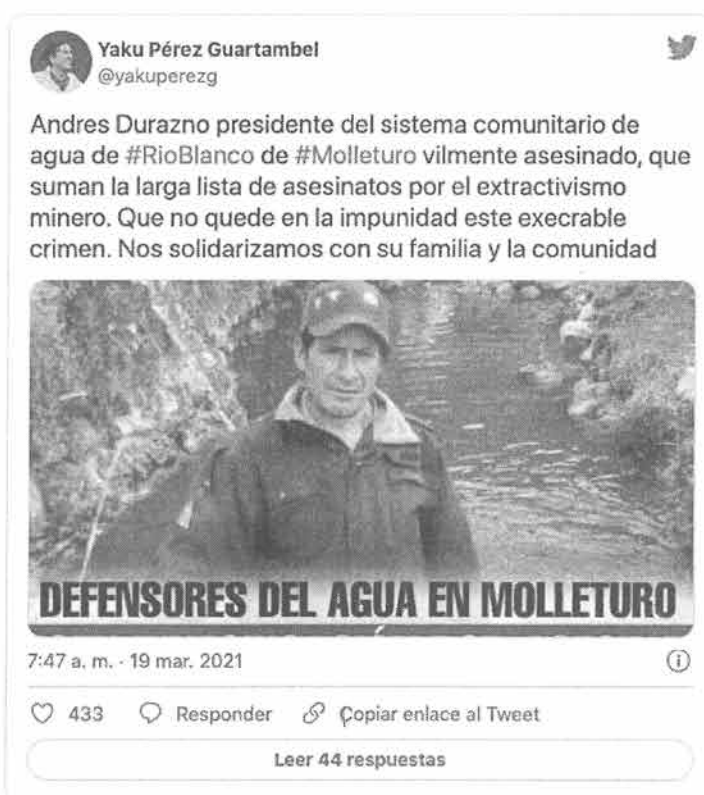 Yaku Pérez Guartambel
@yakuperezg
Andres Durazno presidente del sistema comunitario de
agua de #RioBlanco de #Molleturo vilmente asesinado, que
suman la larga lista de asesinatos por el extractivismo
minero. Que no quede en la impunidad este execrable
crimen. Nos solidarizamos con su familia y la comunidad
DEFENSORES DEL AGUA EN MOLLETURO
7:47 a. m. · 19 mar. 2021
433 Responder Copiar enlace al Tweet
Leer 44 respuestas